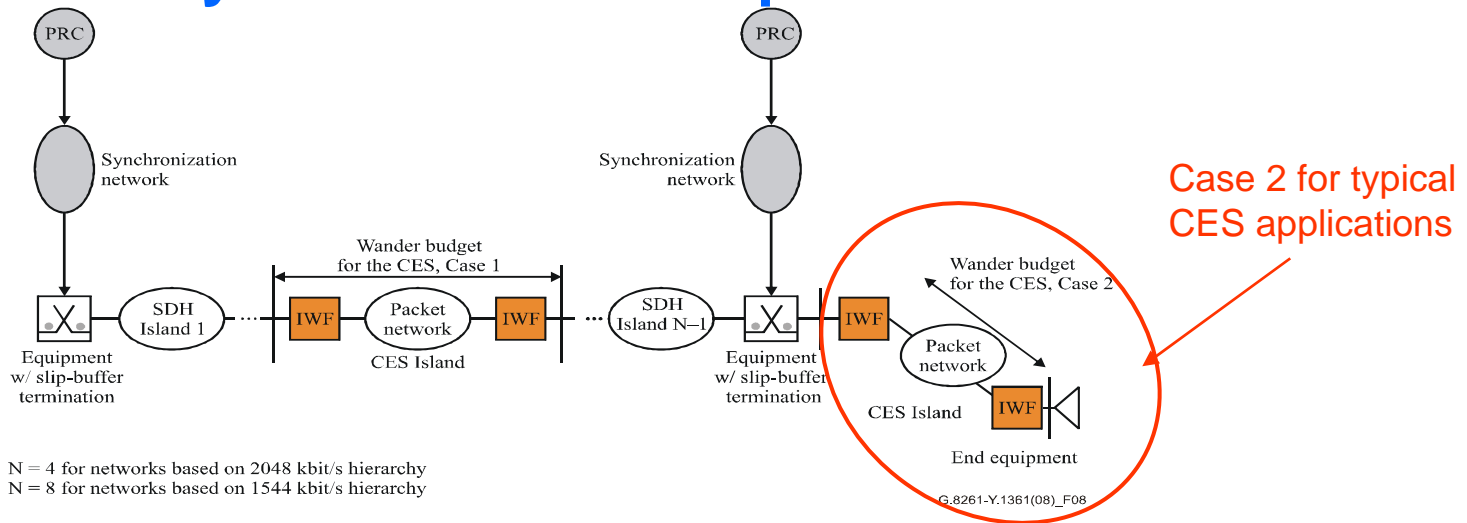 PRC
PRC
Synchronization
network
Synchronization
network
Case 2 for typical
CES applications
Wander budget
for the CES, Case 1
Wander budget
for the CES, Case 2
SDH
Island 1
...
IWF
Packet
network
IWF
CES Island
...
SDH
Island N–1
IWF
Packet
network
IWF
CES Island
Equipment
w/ slip-buffer
termination
Equipment
w/ slip-buffer
termination
End equipment
N = 4 for networks based on 2048 kbit/s hierarchy
N = 8 for networks based on 1544 kbit/s hierarchy
G.8261-Y.1361(08)_F08